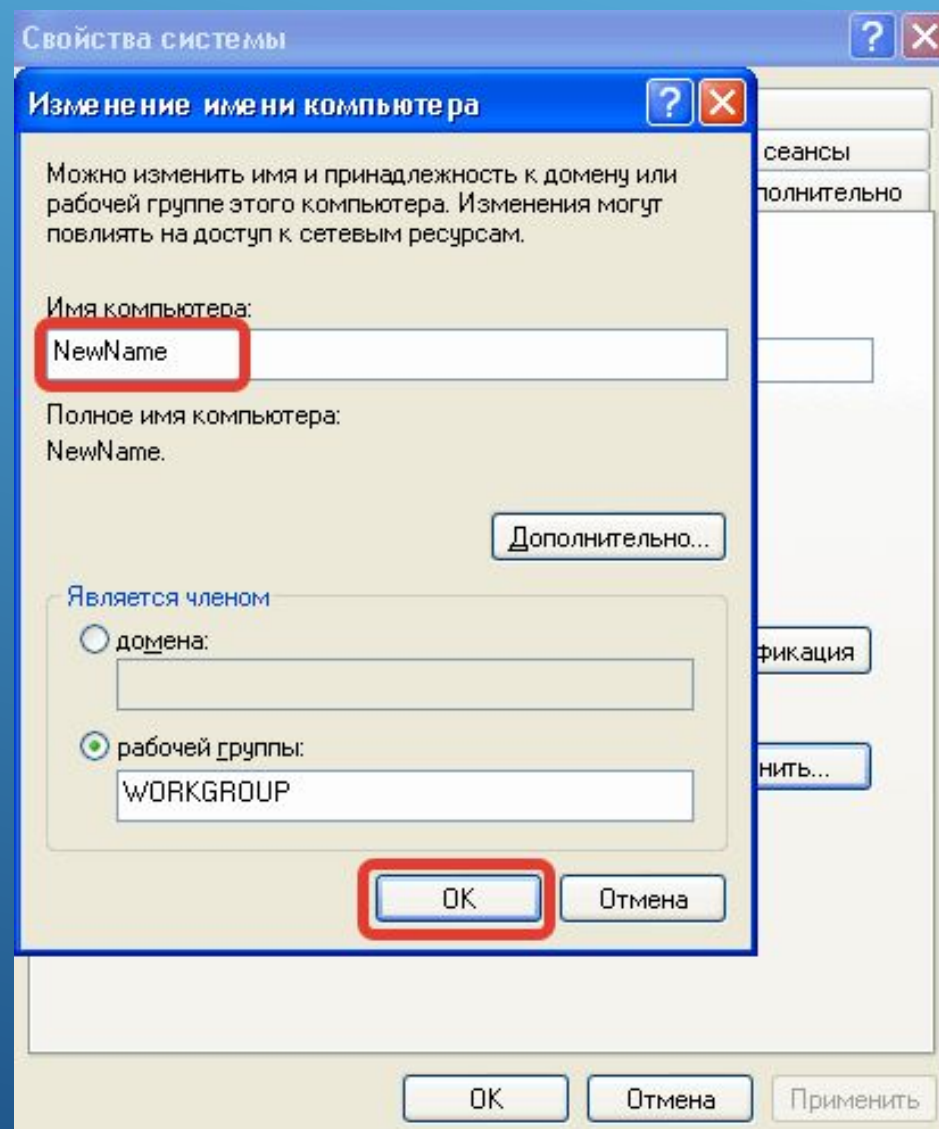 Свойства системы
Изменение имени компьютера
сеансы
полнительно
Можно изменить имя и принадлежность к домену или
рабочей группе этого компьютера. Изменения могут
повлиять на доступ к сетевым ресурсам.
Имя компьютера:
NewName
Полное имя компьютера:
NewName.
Дополнительно...
Является членом
домена:
фикация
рабочей группы:
нить...
WORKGROUP
OK
Отмена
OK
Отмена
Применить